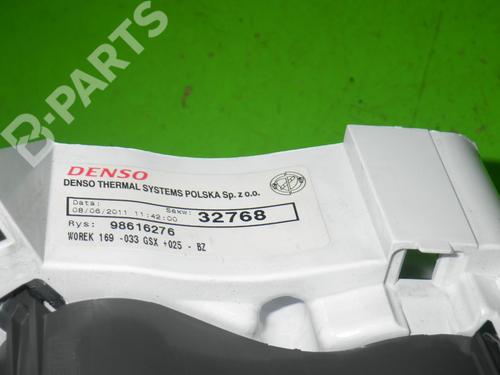 B-PARTS
DENSO
DENSO THERMAL SYSTEMS POLSKA Sp. z o.o.
Data: Sekw:
08/06/2011 11:42:00 32768
Rys: 98616276
WOREK 169 -033 GSX +025 - BZ